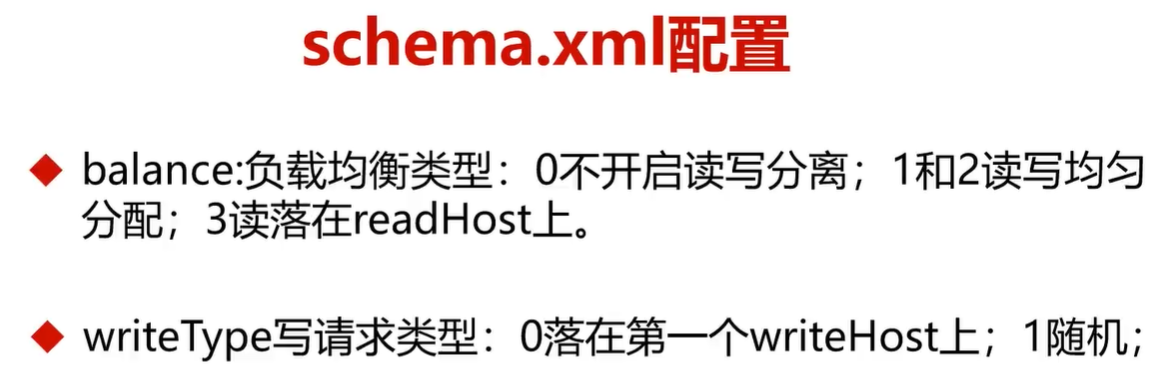 schema.xml配置
balance:负载均衡类型：0不开启读写分离；1和2读写均匀
分配；3读落在readHost上。
writeType写请求类型：0落在第一个writeHost上；1随机；